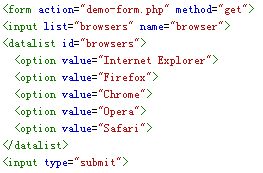 <form action="demo-form.php" method="get">
<input list="browsers" name="browser">
<datalist id="browsers">
  <option value="Internet Explorer">
  <option value="Firefox">
  <option value="Chrome">
  <option value="Opera">
  <option value="Safari">
</datalist>
<input type="submit">